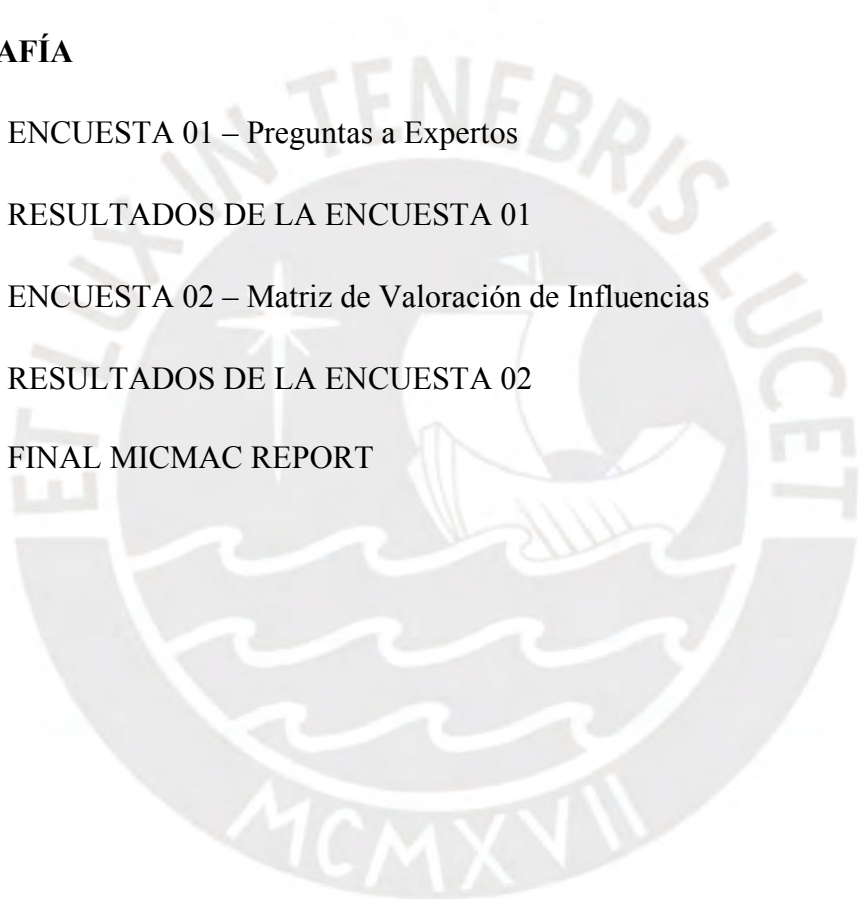 AFÍA
ENCUESTA 01 – Preguntas a Expertos
RESULTADOS DE LA ENCUESTA 01
ENCUESTA 02 – Matriz de Valoración de Influencias
RESULTADOS DE LA ENCUESTA 02
FINAL MICMAC REPORT
ET LUX IN TENEBRIS LUCET
MCMXVII